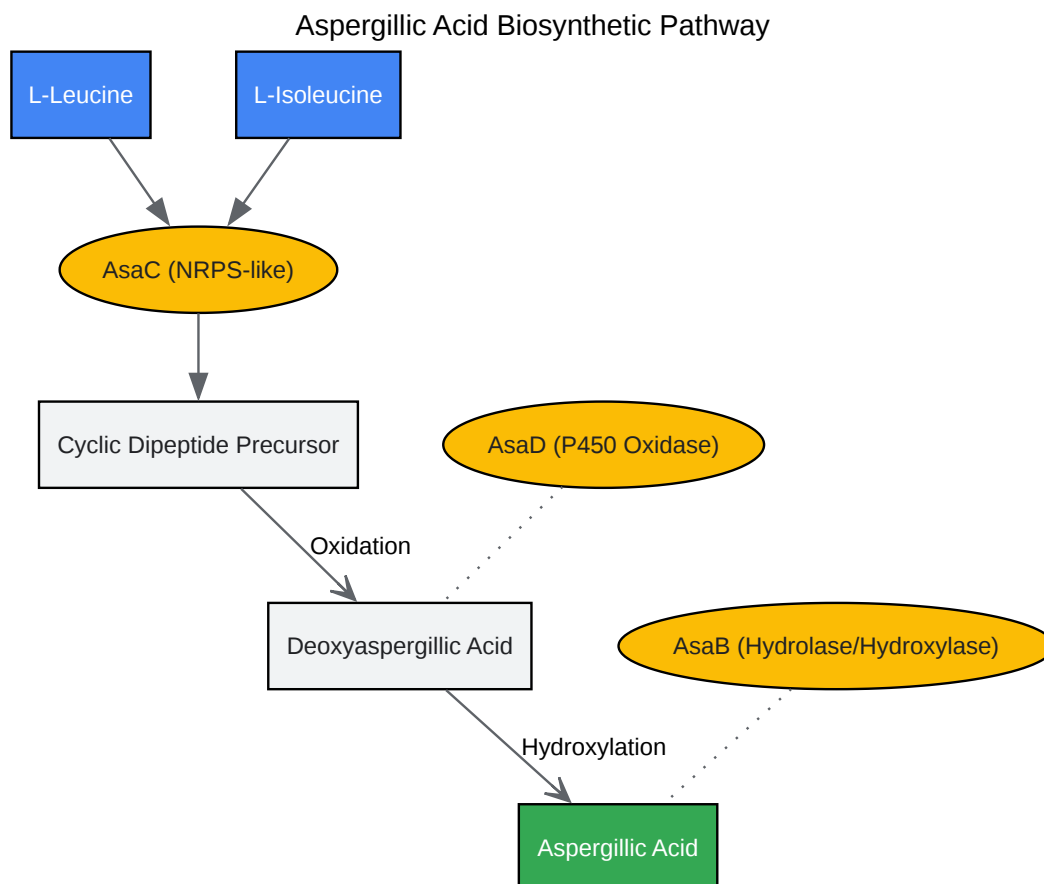 Aspergillic Acid Biosynthetic Pathway
L-Leucine
L-Isoleucine
AsaC (NRPS-like)
Cyclic Dipeptide Precursor
AsaD (P450 Oxidase)
Oxidation
Deoxyaspergillic Acid
AsaB (Hydrolase/Hydroxylase)
Hydroxylation
Aspergillic Acid